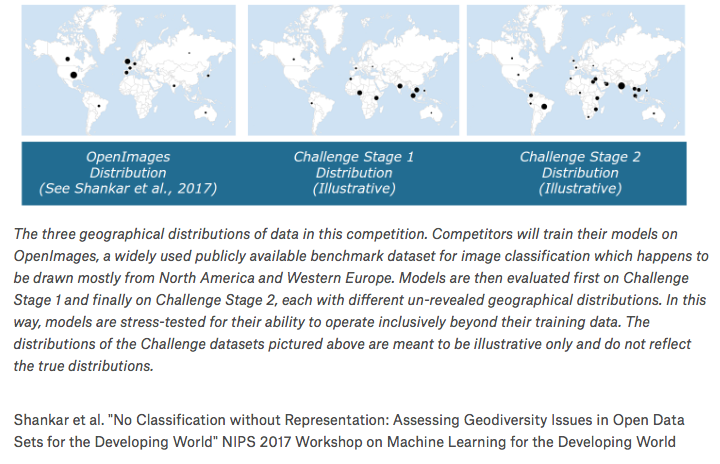 OpenImages
Distribution
(See Shankar et al., 2017)
Challenge Stage 1
Distribution
(Illustrative)
Challenge Stage 2
Distribution
(Illustrative)
The three geographical distributions of data in this competition. Competitors will train their models on
OpenImages, a widely used publicly available benchmark dataset for image classification which happens to
be drawn mostly from North America and Western Europe. Models are then evaluated first on Challenge
Stage 1 and finally on Challenge Stage 2, each with different un-revealed geographical distributions. In this
way, models are stress-tested for their ability to operate inclusively beyond their training data. The
distributions of the Challenge datasets pictured above are meant to be illustrative only and do not reflect
the true distributions.
Shankar et al. "No Classification without Representation: Assessing Geodiversity Issues in Open Data
Sets for the Developing World" NIPS 2017 Workshop on Machine Learning for the Developing World